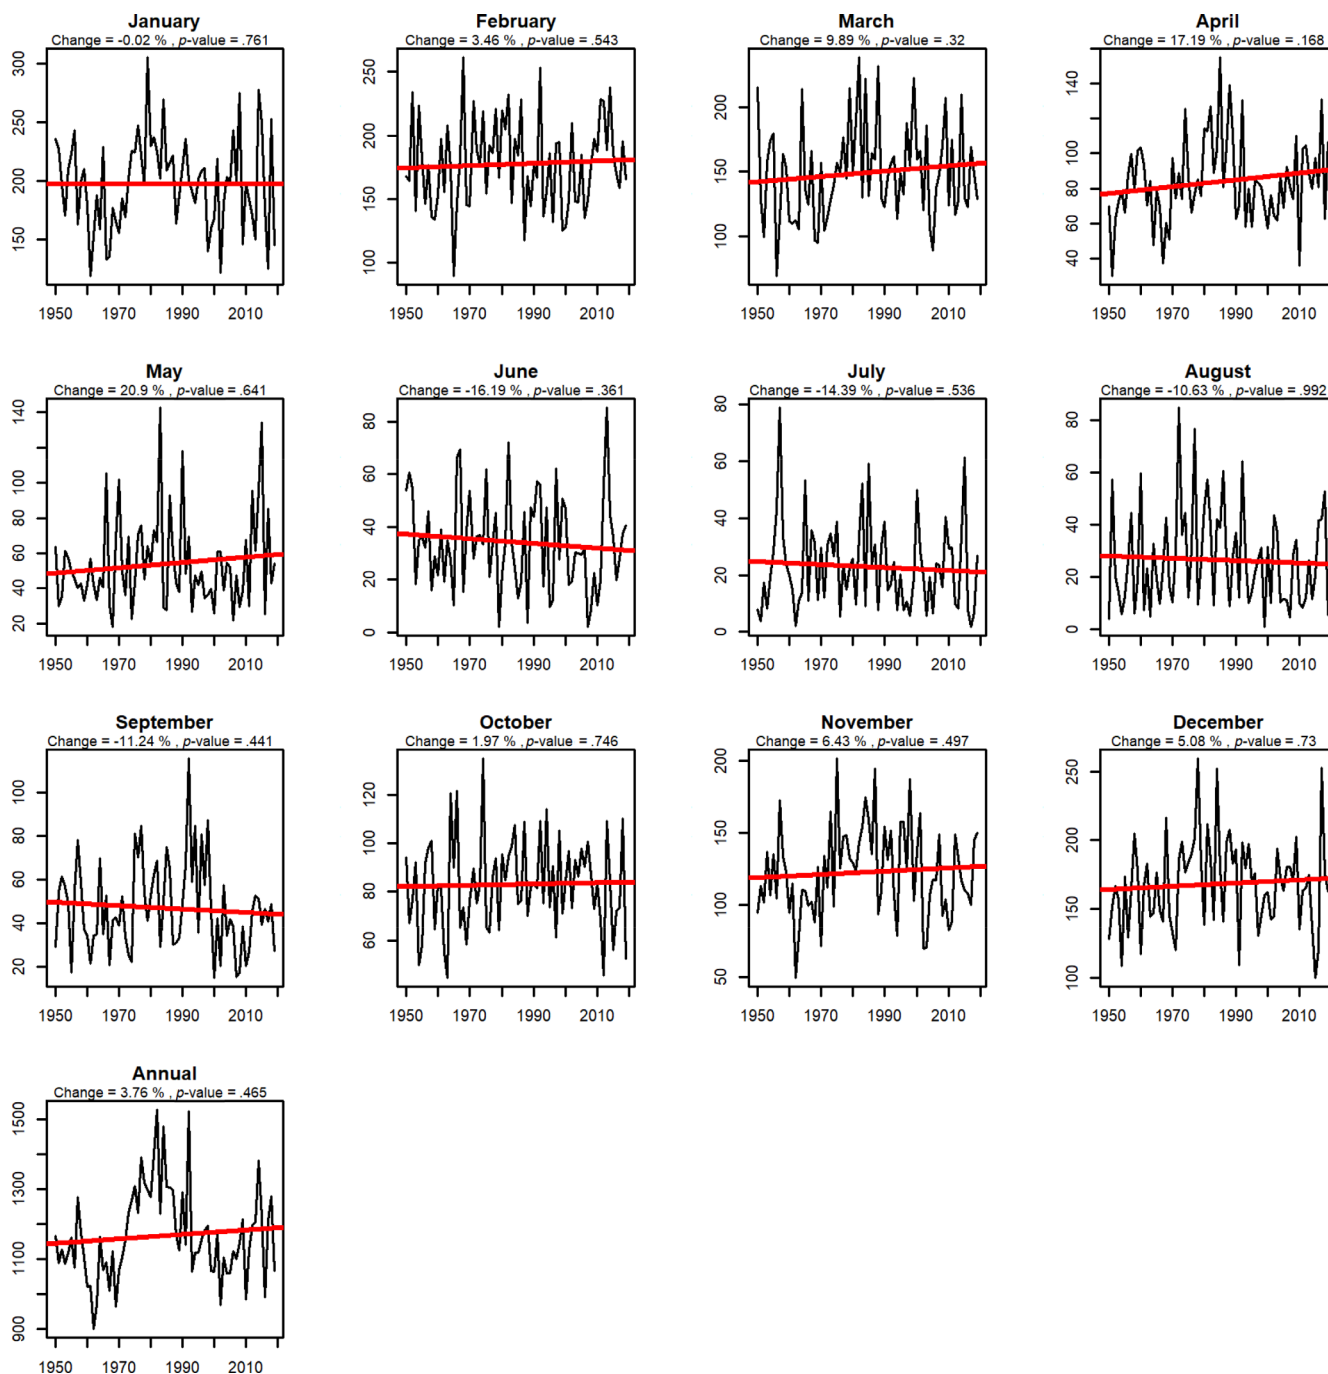 January
Change = -0.02 % , p-value = .761
300
250
200
150
1950 1970 1990 2010
February
Change = 3.46 % , p-value = .543
250
200
150
100
1950 1970 1990 2010
March
Change = 9.89 % , p-value = .32
200
150
100
1950 1970 1990 2010
April
Change = 17.19 % , p-value = .168
140
120
100
80
60
40
1950 1970 1990 2010
May
Change = 20.9 % , p-value = .641
140
100
80
60
40
20
1950 1970 1990 2010
June
Change = -16.19 % , p-value = .361
80
60
40
20
0
1950 1970 1990 2010
July
Change = -14.39 % , p-value = .536
80
60
40
20
0
1950 1970 1990 2010
August
Change = -10.63 % , p-value = .992
80
60
40
20
0
1950 1970 1990 2010
September
Change = -11.24 % , p-value = .441
100
80
60
40
20
1950 1970 1990 2010
October
Change = 1.97 % , p-value = .746
120
100
80
60
1950 1970 1990 2010
November
Change = 6.43 % , p-value = .497
200
150
100
50
1950 1970 1990 2010
December
Change = 5.08 % , p-value = .73
250
200
150
100
1950 1970 1990 2010
Annual
Change = 3.76 % , p-value = .465
1500
1300
1100
900
1950 1970 1990 2010